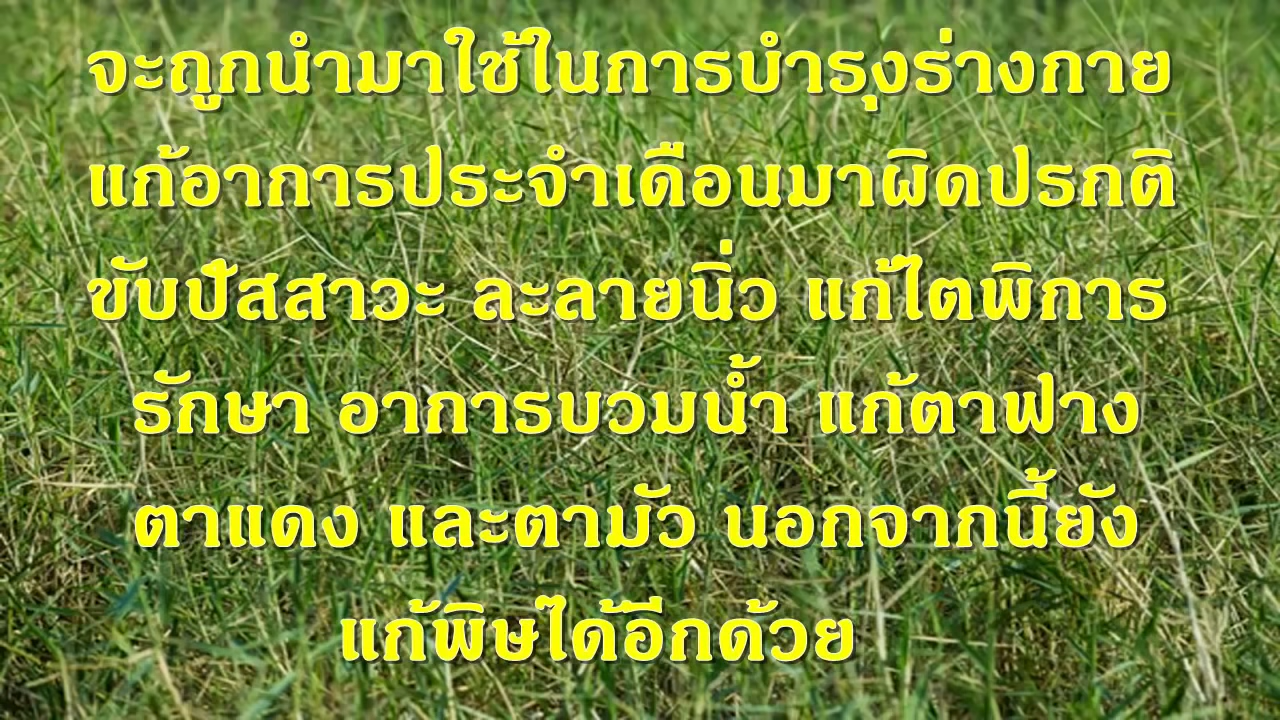 จะถูกนำมาใช้ในการบำรุงร่างกาย
แก้อาการประจำเดือนมาผิดปรกติ
ขับปัสสาวะ ละลายนิ่ว แก้ไตพิการ
รักษา อาการบวมน้ำ แก้ตาฟาง
ตาแดง และตามัว นอกจากนี้ยัง
แก้พิษได้อีกด้วย